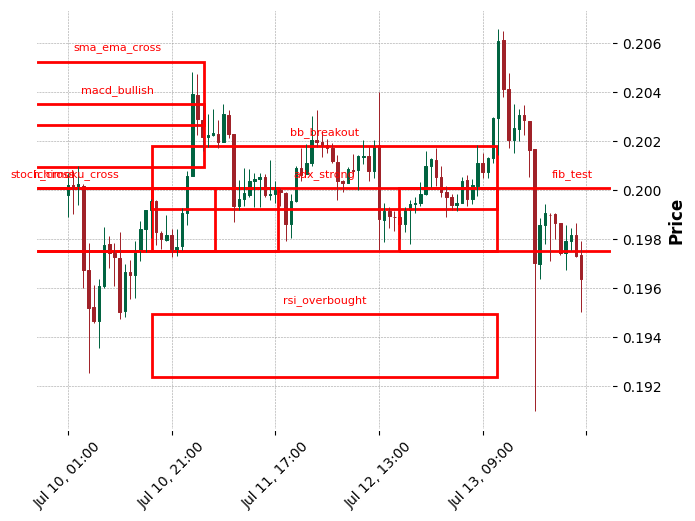 sma_ema_cross
macd_bullish
bb_breakout
adx_strong
fib_test
rsi_overbought
0.206
0.204
0.202
0.200
0.198
0.196
0.194
0.192
Price
Jul 10, 01:00
Jul 10, 21:00
Jul 11, 17:00
Jul 12, 13:00
Jul 13, 09:00